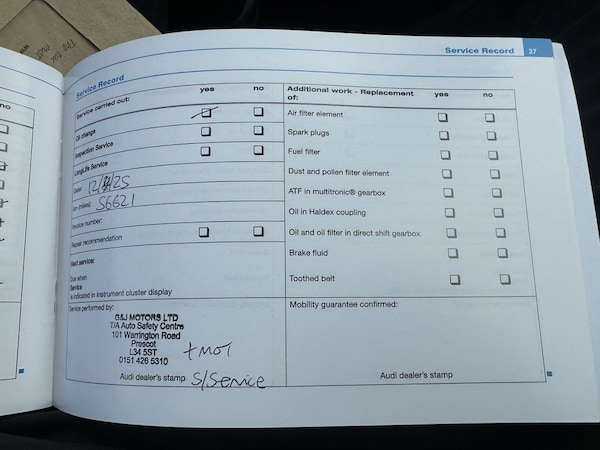 Service Record 27
Service Record
Service carried out: yes no
Oil change
Inspection Service
LongLife Service
Date: 12/
km (miles): 56621
Invoice number:
Repair recommendation
Next service:
Due when
Service
is indicated in instrument cluster display
Service performed by:
G&J MOTORS LTD
T/A Auto Safety Centre
101 Warrington Road
Prescot
L34 5ST
0151 426 5310
+ MOT
Audi dealer's stamp S/Service
Additional work - Replacement of: yes no
Air filter element
Spark plugs
Fuel filter
Dust and pollen filter element
ATF in multitronic® gearbox
Oil in Haldex coupling
Oil and oil filter in direct shift gearbox
Brake fluid
Toothed belt
Mobility guarantee confirmed:
Audi dealer's stamp
no